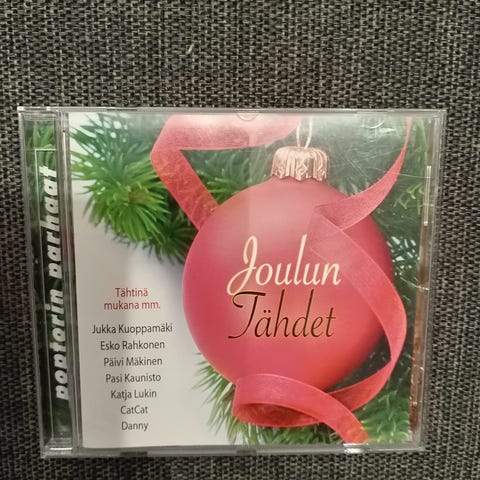 poptorin parhaat
Joulun
Tähdet
Tähtinä
mukana mm.
Jukka Kuoppamäki
Esko Rahkonen
Päivi Mäkinen
Pasi Kaunisto
Katja Lukin
CatCat
Danny